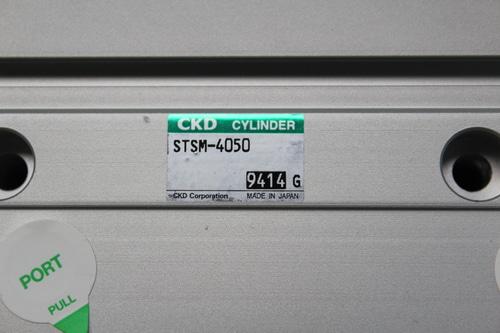 CKD CYLINDER
STSM-4050
9414 G
CKD Corporation MADE IN JAPAN
PORT
PULL